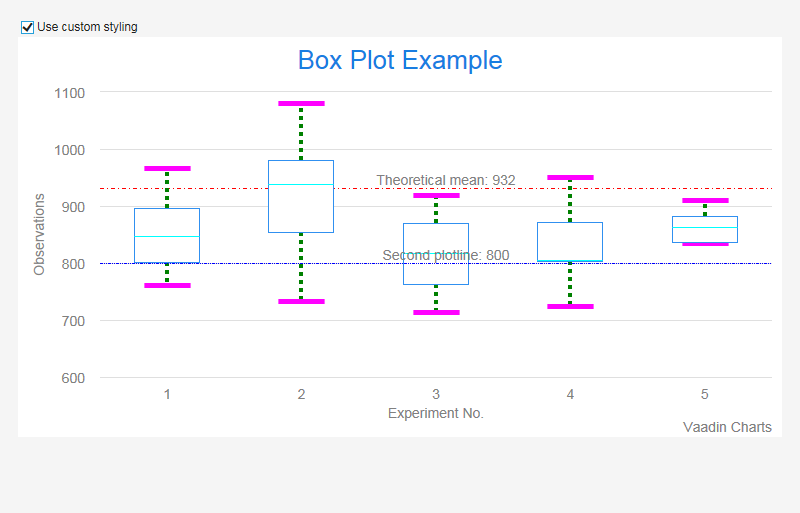 Use custom styling
Box Plot Example
1100
1000
900
800
700
600
Observations
Theoretical mean: 932
Second plotline: 800
1 2 3 4 5
Experiment No.
Vaadin Charts